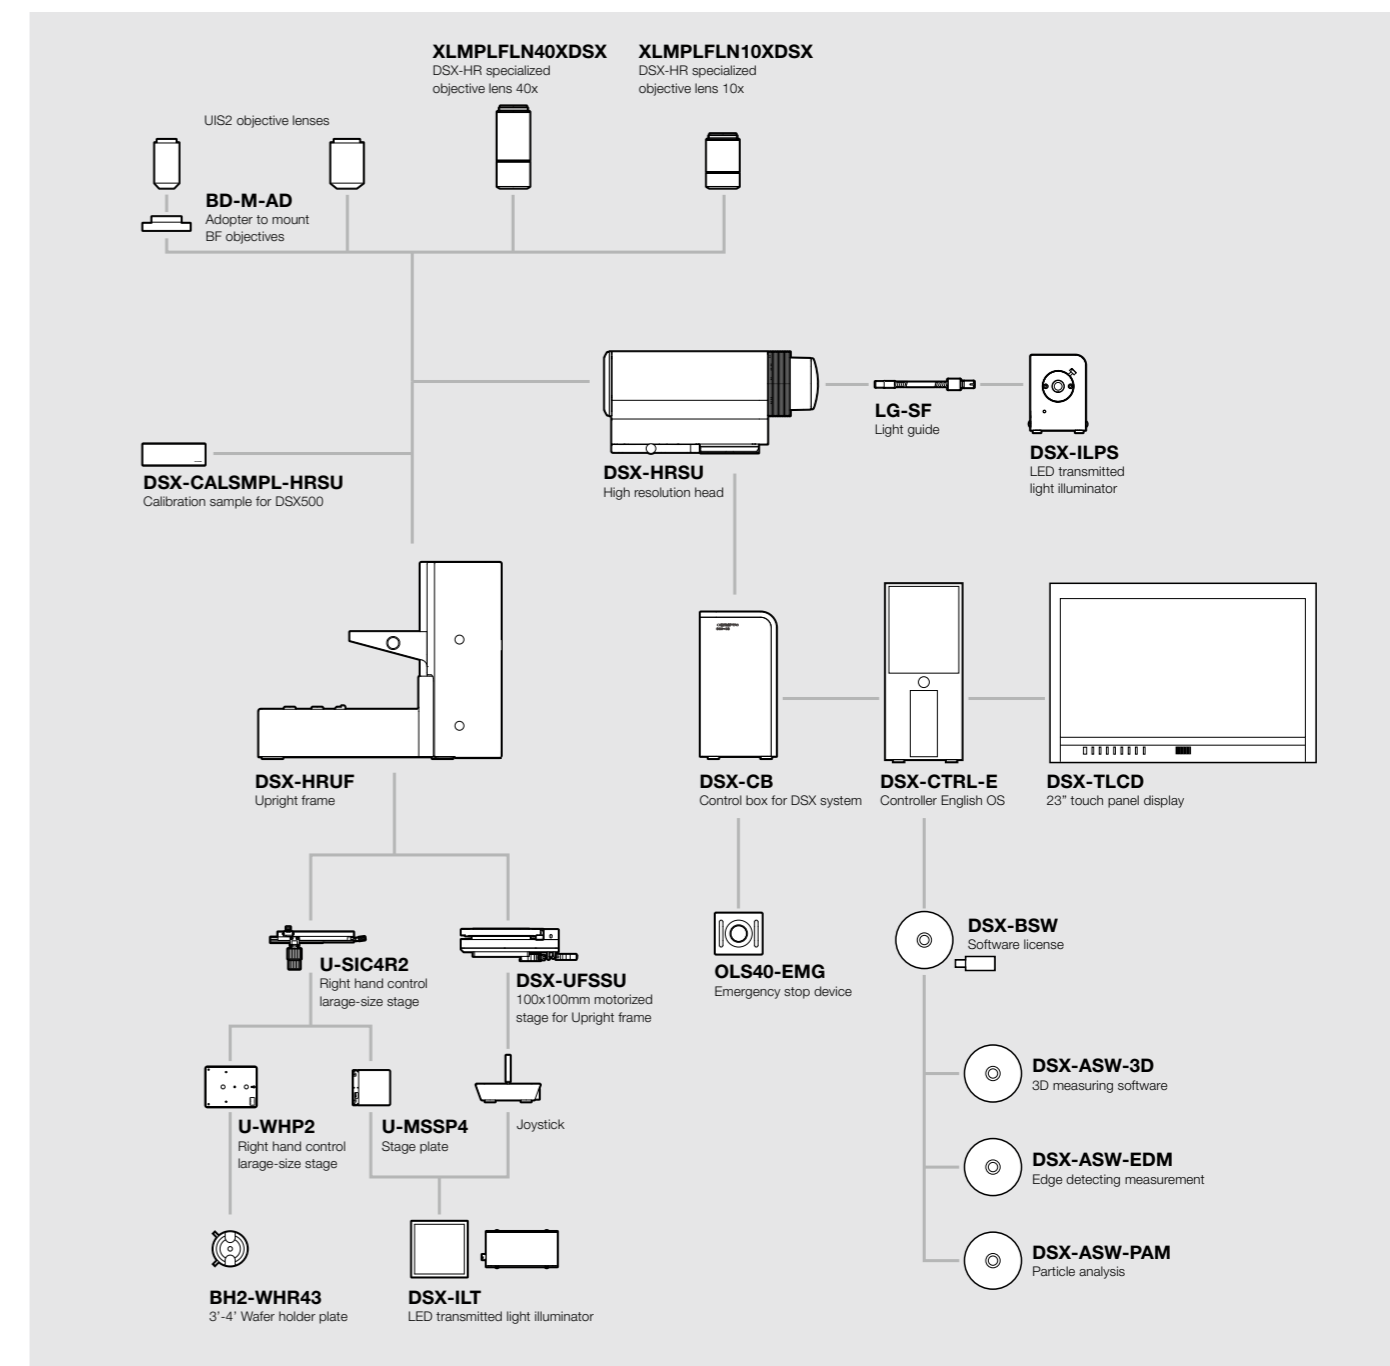 XLMPLFLN40XDSX
DSX-HR specialized
objective lens 40x
XLMPLFLN10XDSX
DSX-HR specialized
objective lens 10x
UIS2 objective lenses
BD-M-AD
Adopter to mount
BF objectives
LG-SF
Light guide
DSX-ILPS
LED transmitted
light illuminator
DSX-HRSU
High resolution head
DSX-CALSMPL-HRSU
Calibration sample for DSX500
DSX-HRUF
Upright frame
DSX-CB
Control box for DSX system
DSX-CTRL-E
Controller English OS
DSX-TLCD
23" touch panel display
U-SIC4R2
Right hand control
larage-size stage
DSX-UFSSU
100x100mm motorized
stage for Upright frame
OLS40-EMG
Emergency stop device
DSX-BSW
Software license
U-WHP2
Right hand control
larage-size stage
U-MSSP4
Stage plate
Joystick
DSX-ASW-3D
3D measuring software
DSX-ASW-EDM
Edge detecting measurement
DSX-ASW-PAM
Particle analysis
BH2-WHR43
3'-4' Wafer holder plate
DSX-ILT
LED transmitted light illuminator